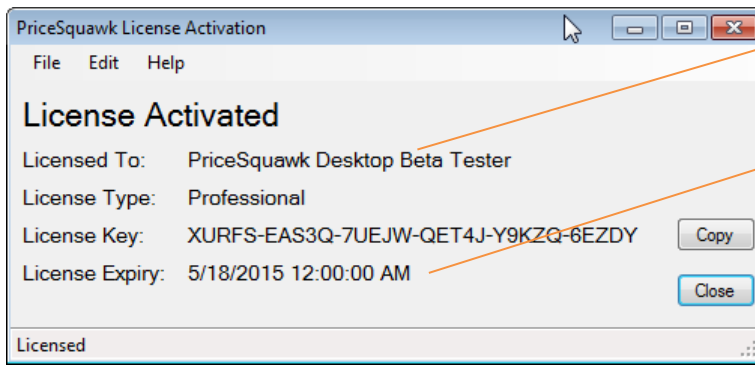 PriceSquawk License Activation
File Edit Help
License Activated
Licensed To: PriceSquawk Desktop Beta Tester
License Type: Professional
License Key: XURFS-EAS3Q-7UEJW-QET4J-Y9KZQ-6EZDY
Copy
License Expiry: 5/18/2015 12:00:00 AM
Close
Licensed